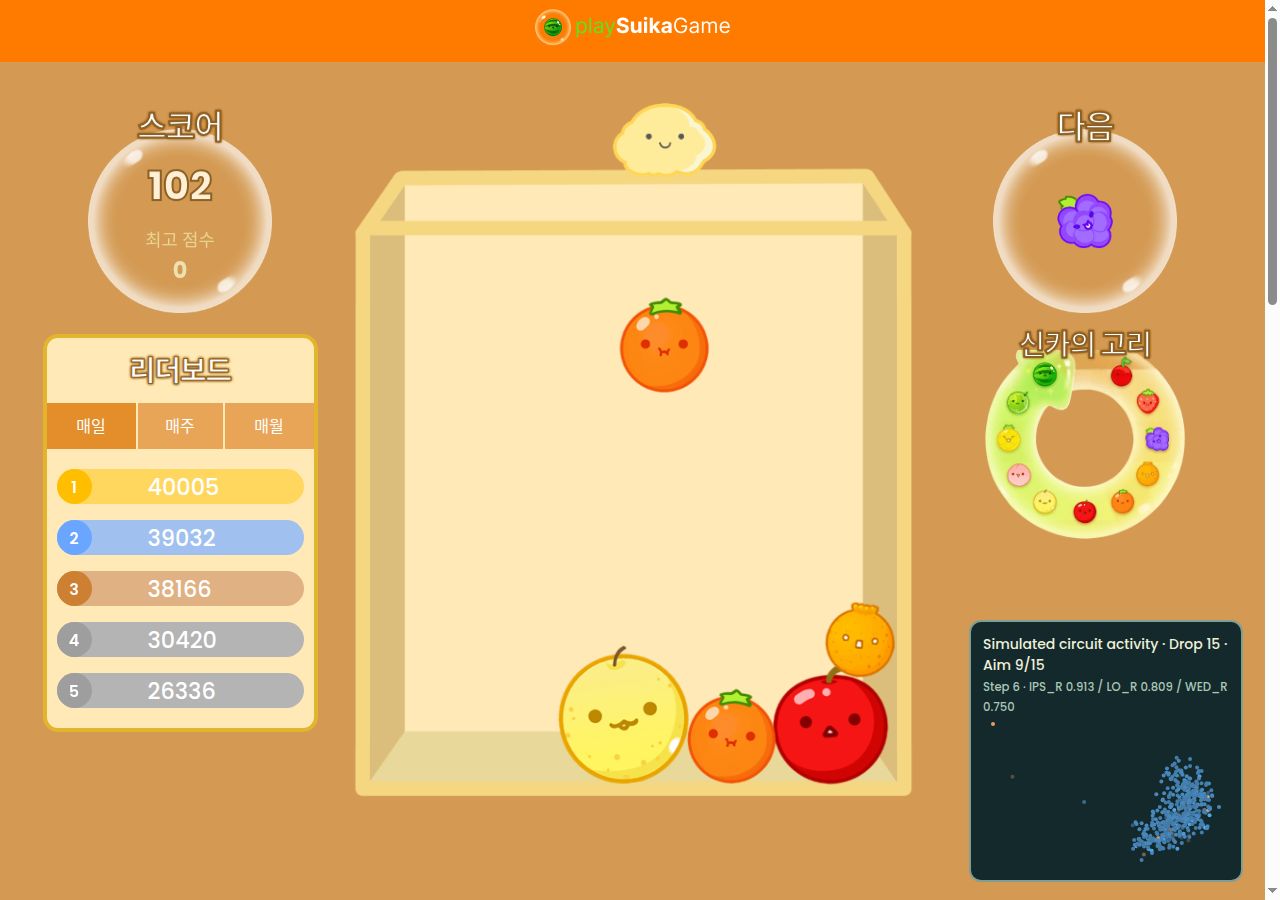 playSuikaGame
스코어
102
최고 점수
0
리더보드
매일 매주 매월
1 40005
2 39032
3 38166
4 30420
5 26336
다음
신카의 고리
Simulated circuit activity · Drop 15 ·
Aim 9/15
Step 6 · IPS_R 0.913 / LO_R 0.809 / WED_R
0.750